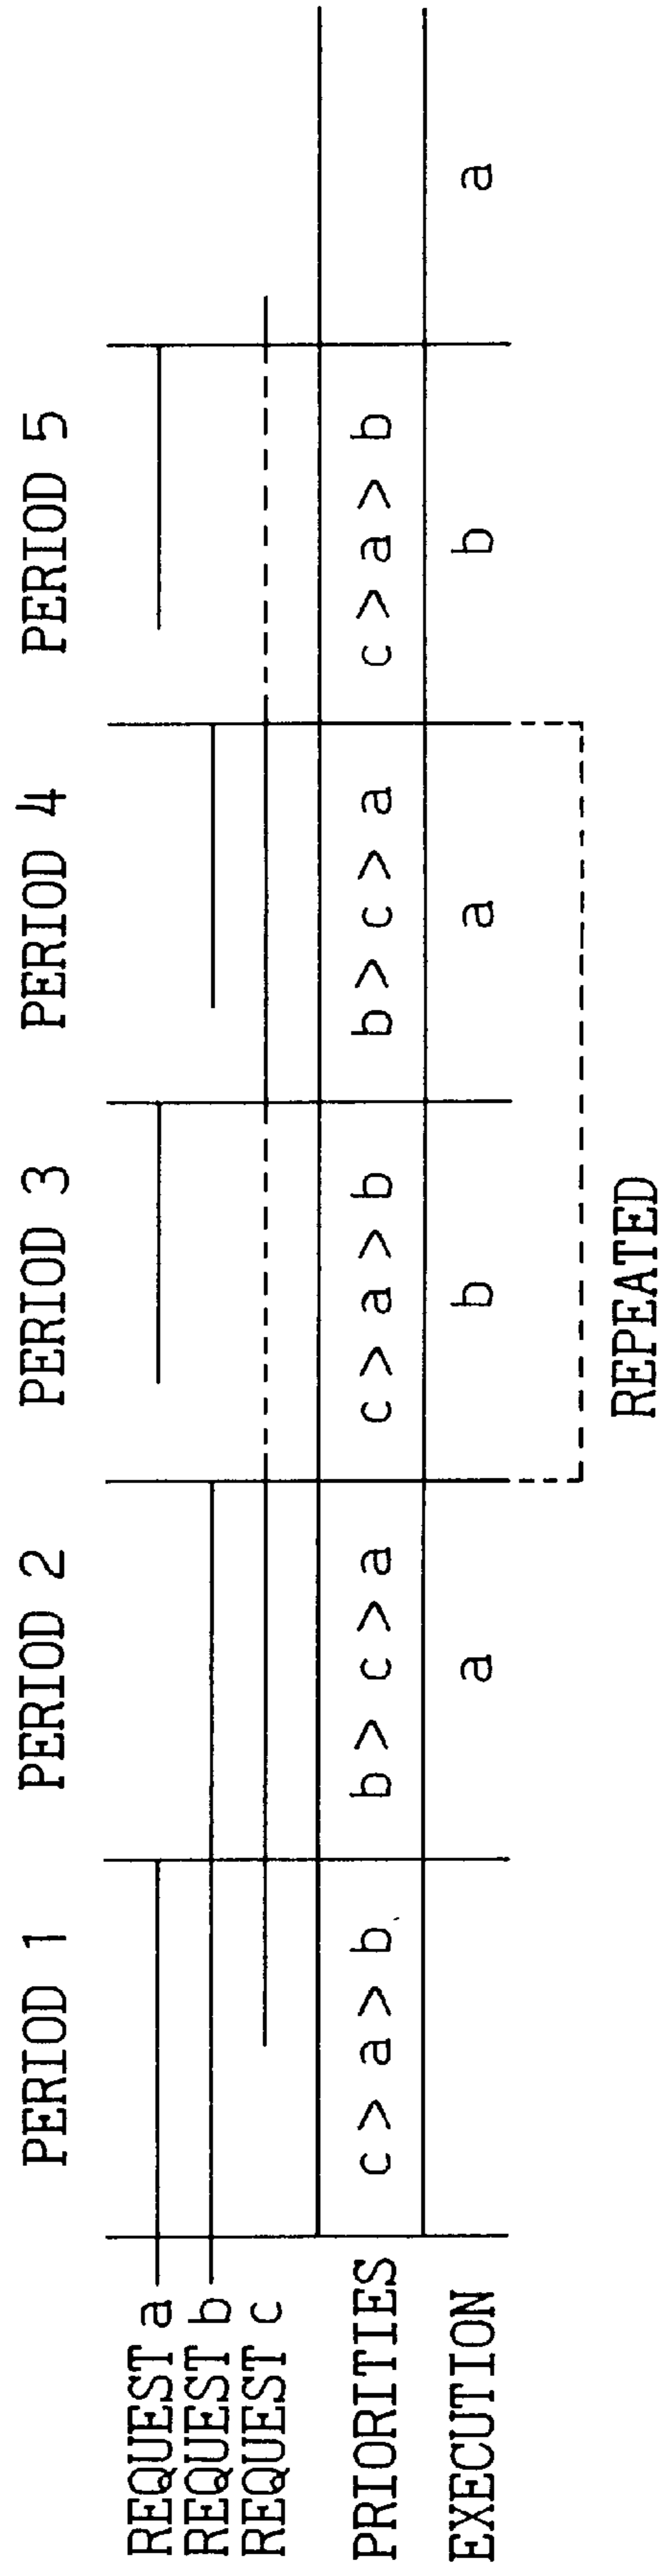 PERIOD 1 PERIOD 2 PERIOD 3 PERIOD 4 PERIOD 5
REQUEST a
REQUEST b
REQUEST c
PRIORITIES c > a > b b > c > a c > a > b b > c > a c > a > b
EXECUTION a b a b a
REPEATED